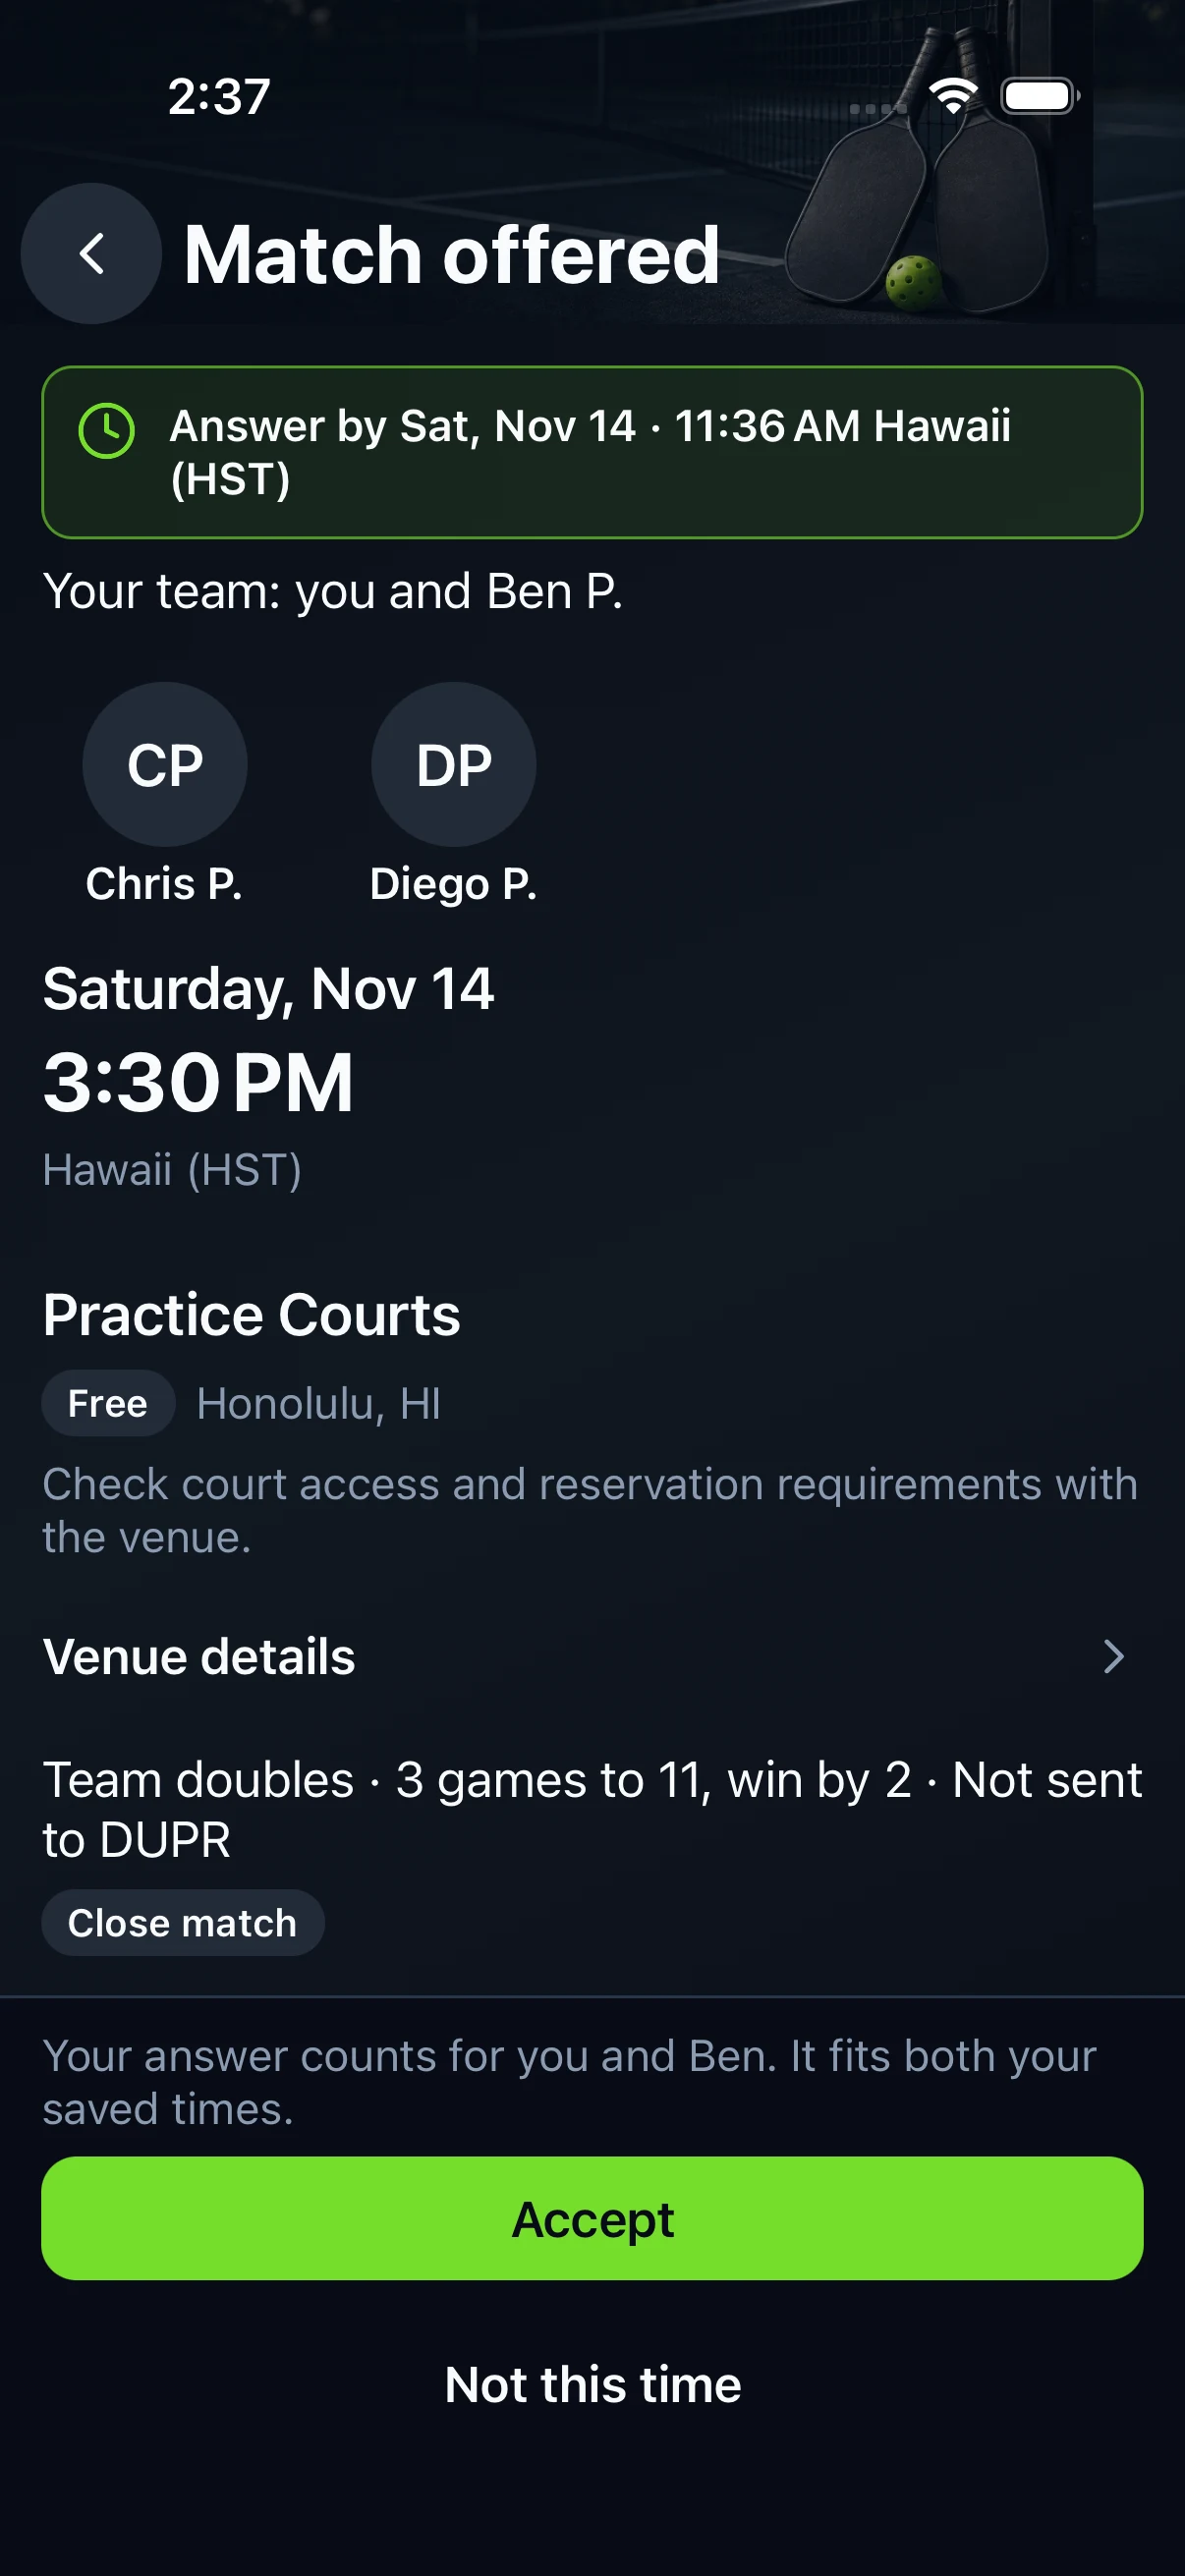 2:37
Match offered
Answer by Sat, Nov 14 · 11:36 AM Hawaii
(HST)
Your team: you and Ben P.
CP
DP
Chris P.
Diego P.
Saturday, Nov 14
3:30 PM
Hawaii (HST)
Practice Courts
Free
Honolulu, HI
Check court access and reservation requirements with
the venue.
Venue details
Team doubles · 3 games to 11, win by 2 · Not sent
to DUPR
Close match
Your answer counts for you and Ben. It fits both your
saved times.
Accept
Not this time